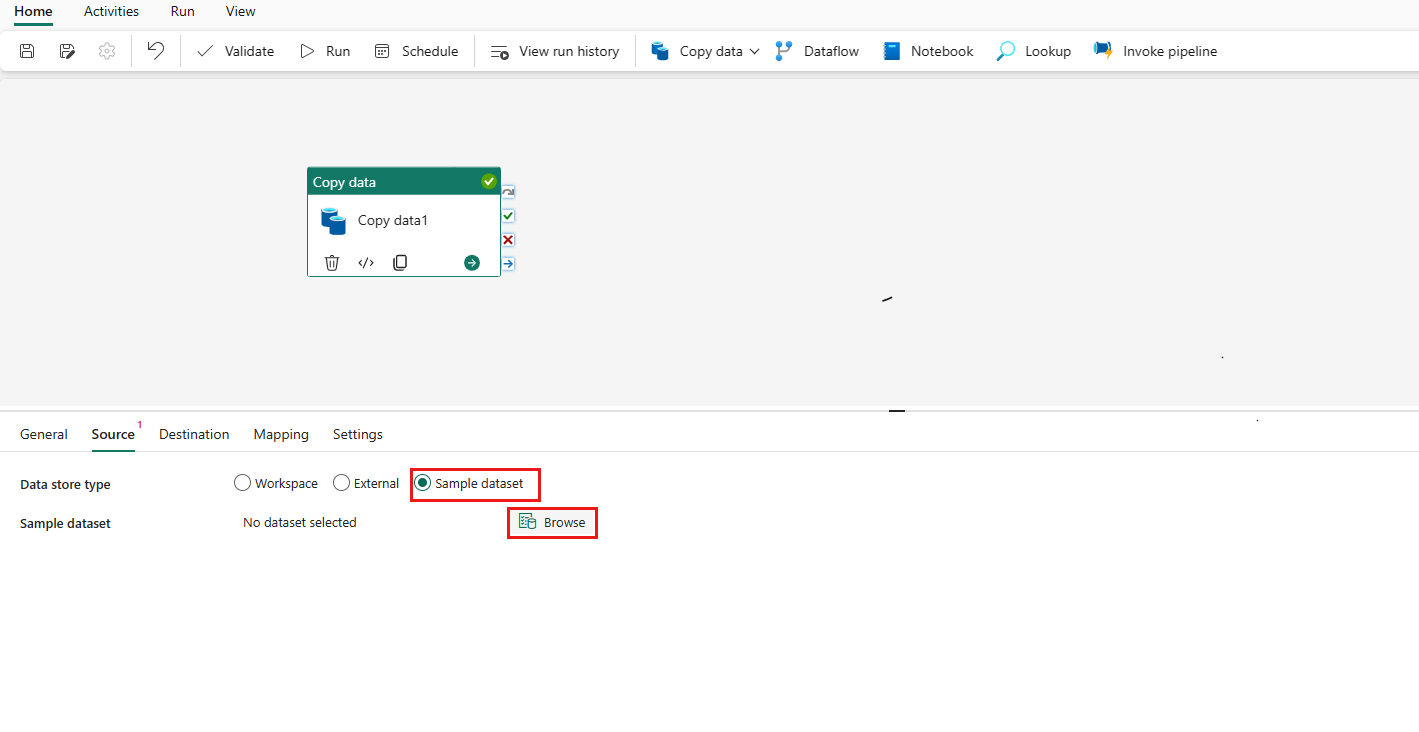 Home Activities Run View
Validate Run Schedule View run history Copy data Dataflow Notebook Lookup Invoke pipeline
Copy data
Copy data1
General Source 1 Destination Mapping Settings
Data store type Workspace External Sample dataset
Sample dataset No dataset selected Browse